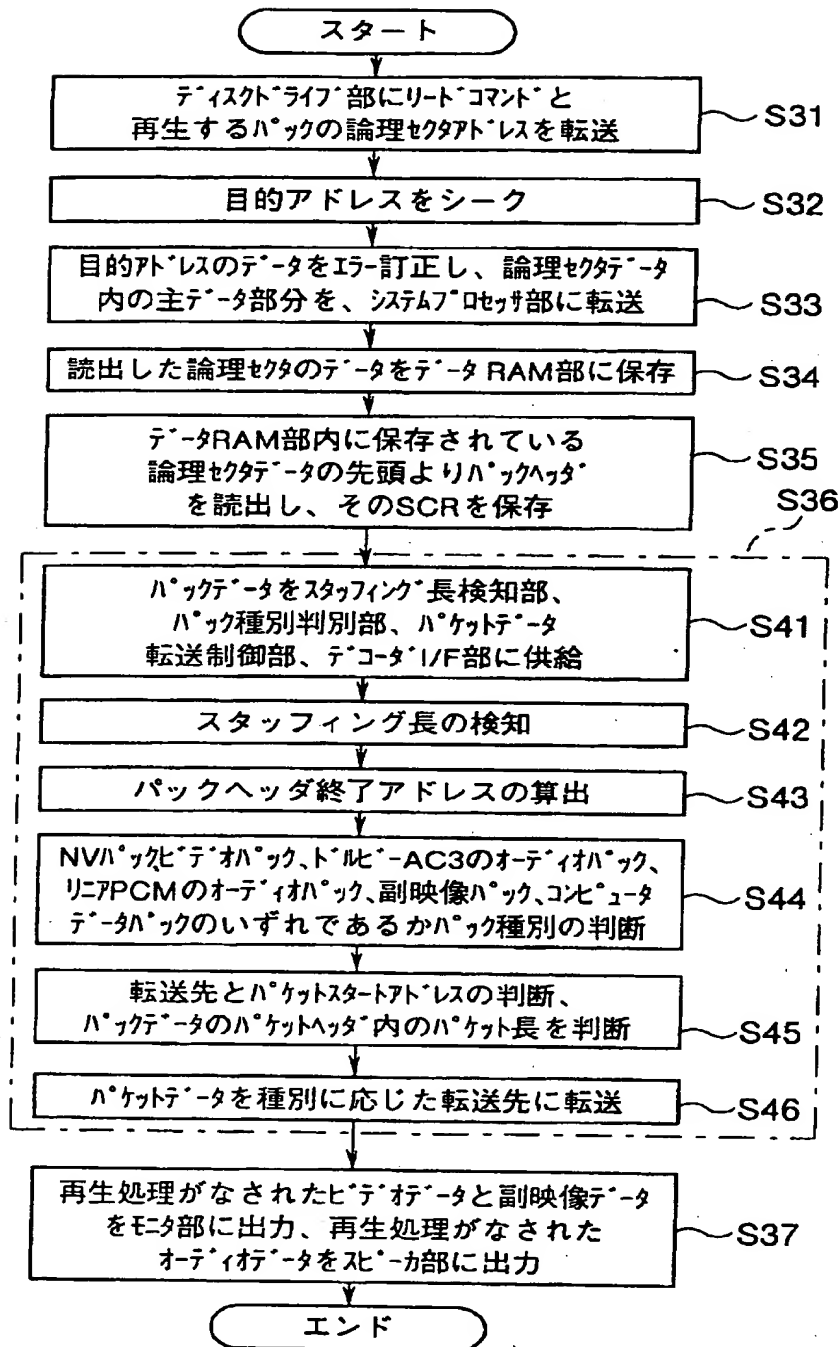 スタート
ディスクドライブ部にリードコマンドと
再生するパックの論理セクタアドレスを転送
S31
目的アドレスをシーク
S32
目的アドレスのデータをエラー訂正し、論理セクタデータ
内の主データ部分を、システムプロセッサ部に転送
S33
読出した論理セクタのデータをデータRAM部に保存
S34
データRAM部内に保存されている
論理セクタデータの先頭よりパックヘッダ
を読出し、そのSCRを保存
S35
S36
パックデータをスタッフィング長検知部、
パック種別判別部、パケットデータ
転送制御部、デコーダI/F部に供給
S41
スタッフィング長の検知
S42
パックヘッダ終了アドレスの算出
S43
NVパック、ビデオパック、ドルビーAC3のオーディオパック、
リニアPCMのオーディオパック、副映像パック、コンピュータ
データパックのいずれであるかパック種別の判断
S44
転送先とパケットスタートアドレスの判断、
パックデータのパケットヘッダ内のパケット長を判断
S45
パケットデータを種別に応じた転送先に転送
S46
再生処理がなされたビデオデータと副映像データ
をモニタ部に出力、再生処理がなされた
オーディオデータをスピーカ部に出力
S37
エンド